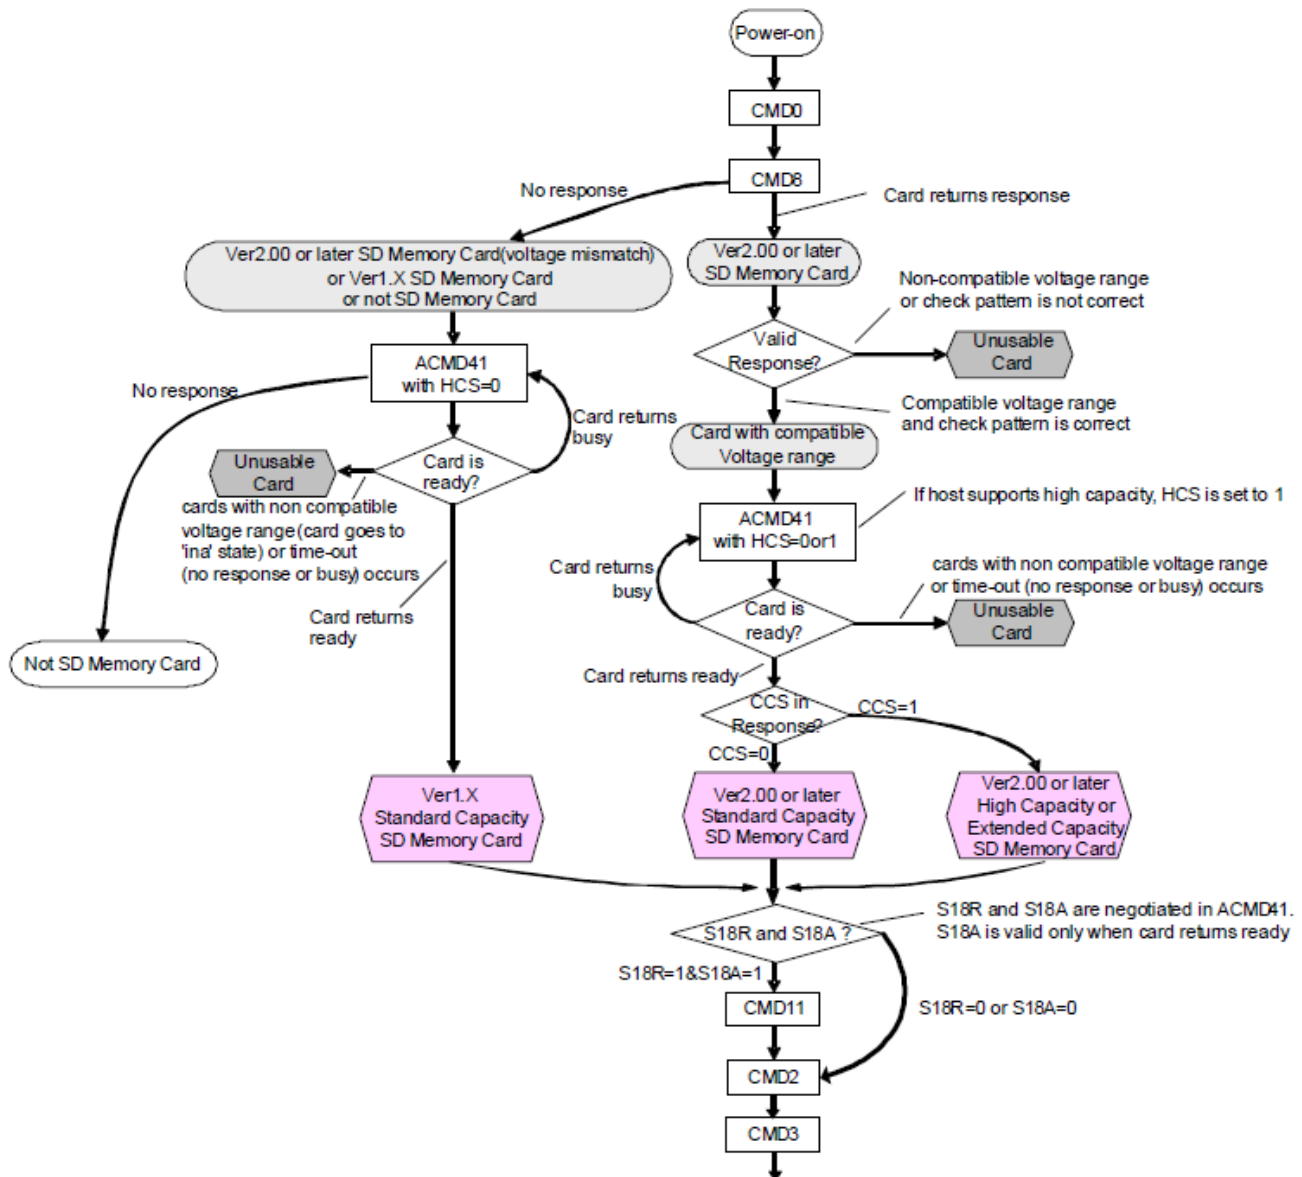 Power-on
CMD0
CMD8
No response
Card returns response
Ver2.00 or later SD Memory Card(voltage mismatch)
or Ver1.X SD Memory Card
or not SD Memory Card
Ver2.00 or later
SD Memory Card
Non-compatible voltage range
or check pattern is not correct
Valid
Response?
Unusable
Card
ACMD41
with HCS=0
No response
Card returns
busy
Compatible voltage range
and check pattern is correct
Card with compatible
Voltage range
Unusable
Card
Card is
ready?
cards with non compatible
voltage range (card goes to
'ina' state) or time-out
(no response or busy) occurs
If host supports high capacity, HCS is set to 1
ACMD41
with HCS=0or1
Card returns
busy
cards with non compatible voltage range
or time-out (no response or busy) occurs
Card is
ready?
Unusable
Card
Card returns
ready
Not SD Memory Card
Card returns ready
CCS in
Response?
CCS=1
CCS=0
Ver1.X
Standard Capacity
SD Memory Card
Ver2.00 or later
Standard Capacity
SD Memory Card
Ver2.00 or later
High Capacity or
Extended Capacity
SD Memory Card
S18R and S18A ?
S18R and S18A are negotiated in ACMD41.
S18A is valid only when card returns ready
S18R=1&S18A=1
S18R=0 or S18A=0
CMD11
CMD2
CMD3